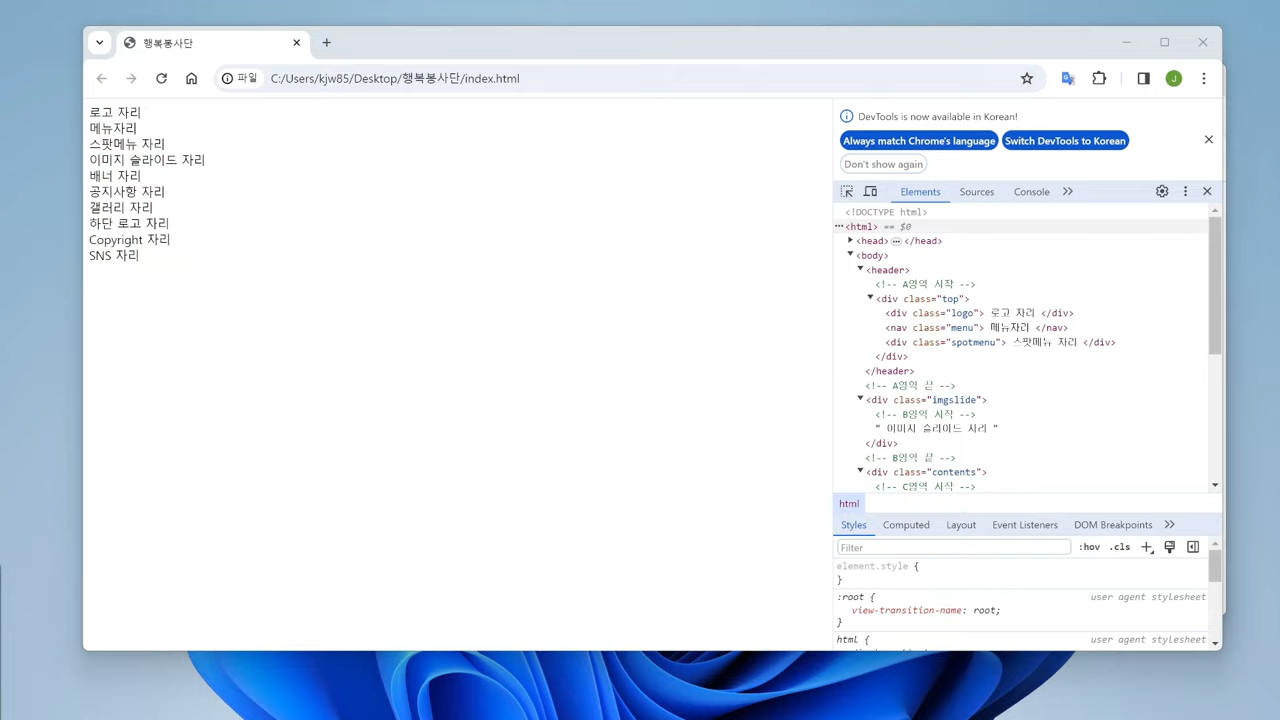 행복봉사단
파일 C:/Users/kjw85/Desktop/행복봉사단/index.html
J
로고 자리
메뉴자리
스팟메뉴 자리
이미지 슬라이드 자리
배너 자리
공지사항 자리
갤러리 자리
하단 로고 자리
Copyright 자리
SNS 자리
DevTools is now available in Korean!
Always match Chrome's language Switch DevTools to Korean
Don't show again
Elements Sources Console
<!DOCTYPE html>
<html> == $0
<head> </head>
<body>
<header>
<!-- A영역 시작 -->
<div class="top">
<div class="logo"> 로고 자리 </div>
<nav class="menu"> 메뉴자리 </nav>
<div class="spotmenu"> 스팟메뉴 자리 </div>
</div>
</header>
<!-- A영역 끝 -->
<div class="imgslide">
<!-- B영역 시작 -->
" 이미지 슬라이드 자리 "
</div>
<!-- B영역 끝 -->
<div class="contents">
<!-- C영역 시작 -->
html
Styles Computed Layout Event Listeners DOM Breakpoints
Filter :hov .cls
element.style {
}
:root { user agent stylesheet
view-transition-name: root;
}
html { user agent stylesheet